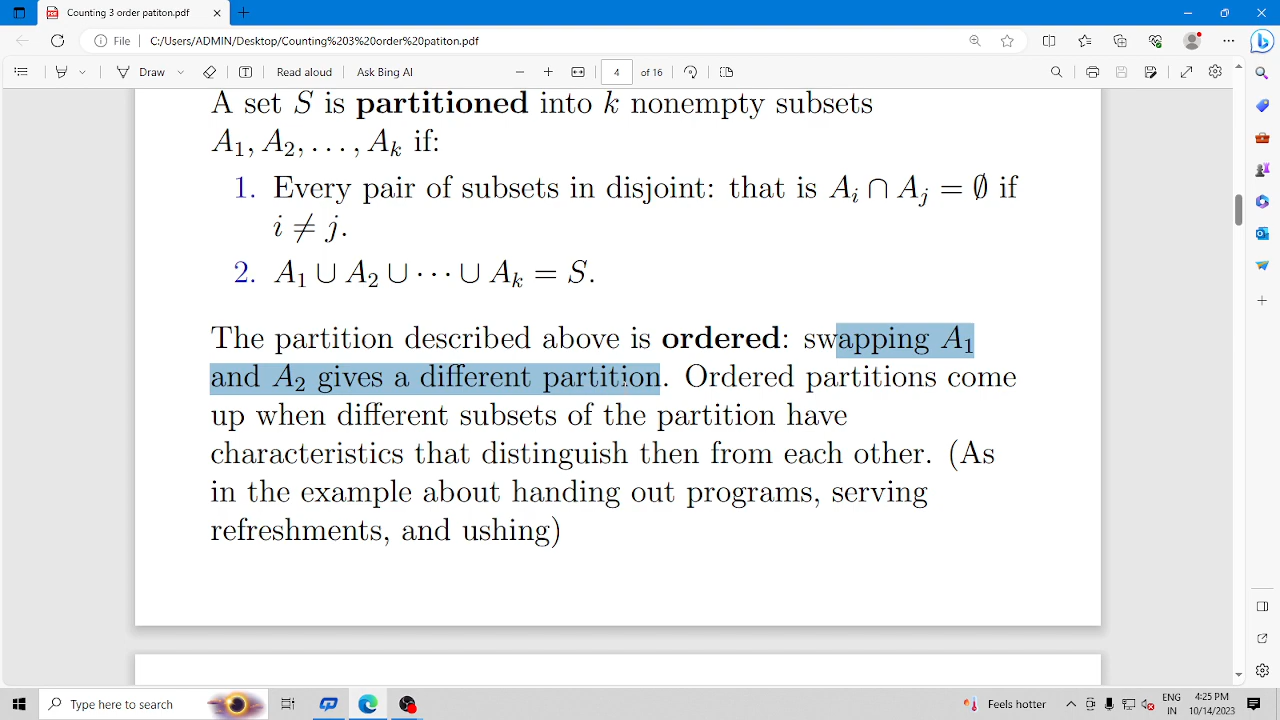 Counting 3 order patiton.pdf
File C:/Users/ADMIN/Desktop/Counting%203%20order%20patiton.pdf
Draw Read aloud Ask Bing AI 4 of 16
A set S is partitioned into k nonempty subsets
A₁, A₂, . . . , Aₖ if:
1. Every pair of subsets in disjoint: that is Aᵢ ∩ Aⱼ = ∅ if
i ≠ j.
2. A₁ ∪ A₂ ∪ · · · ∪ Aₖ = S.
The partition described above is ordered: swapping A₁
and A₂ gives a different partition. Ordered partitions come
up when different subsets of the partition have
characteristics that distinguish then from each other. (As
in the example about handing out programs, serving
refreshments, and ushing)
Type here to search
Feels hotter
ENG
IN
4:25 PM
10/14/2023